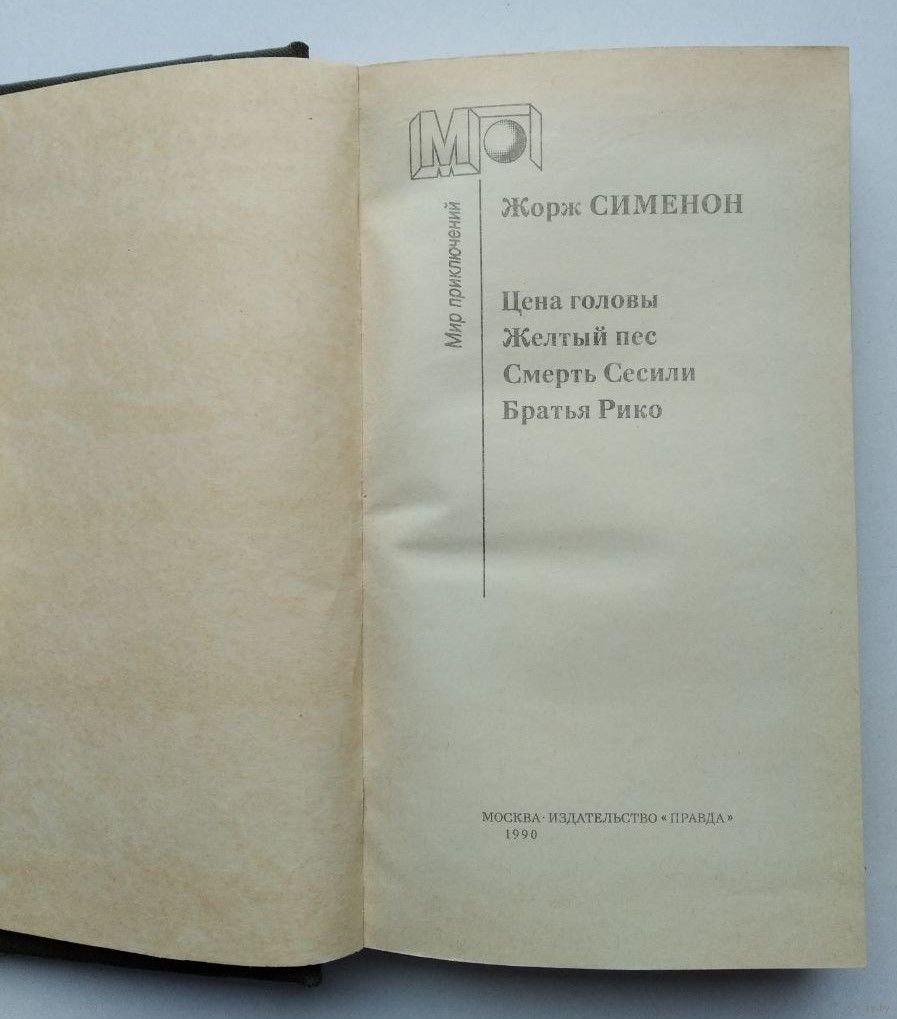 МП
Мир приключений
Жорж СИМЕНОН
Цена головы
Желтый пес
Смерть Сесили
Братья Рико
МОСКВА · ИЗДАТЕЛЬСТВО «ПРАВДА»
1990